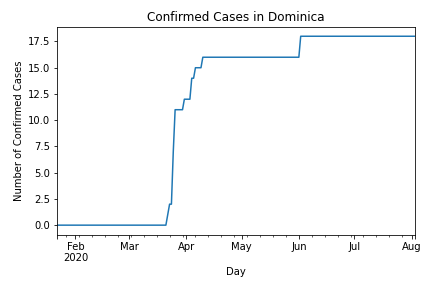 Confirmed Cases in Dominica
Number of Confirmed Cases
17.5
15.0
12.5
10.0
7.5
5.0
2.5
0.0
Feb Mar Apr May Jun Jul Aug
2020
Day